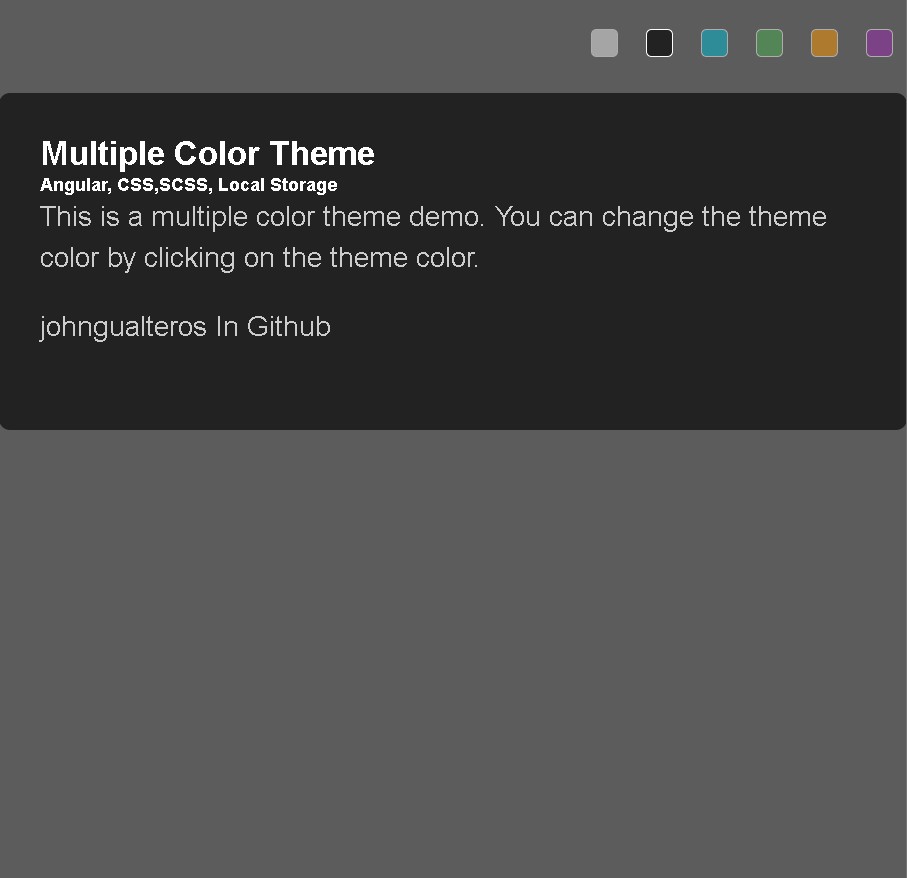 Multiple Color Theme
Angular, CSS,SCSS, Local Storage
This is a multiple color theme demo. You can change the theme
color by clicking on the theme color.
johngualteros In Github